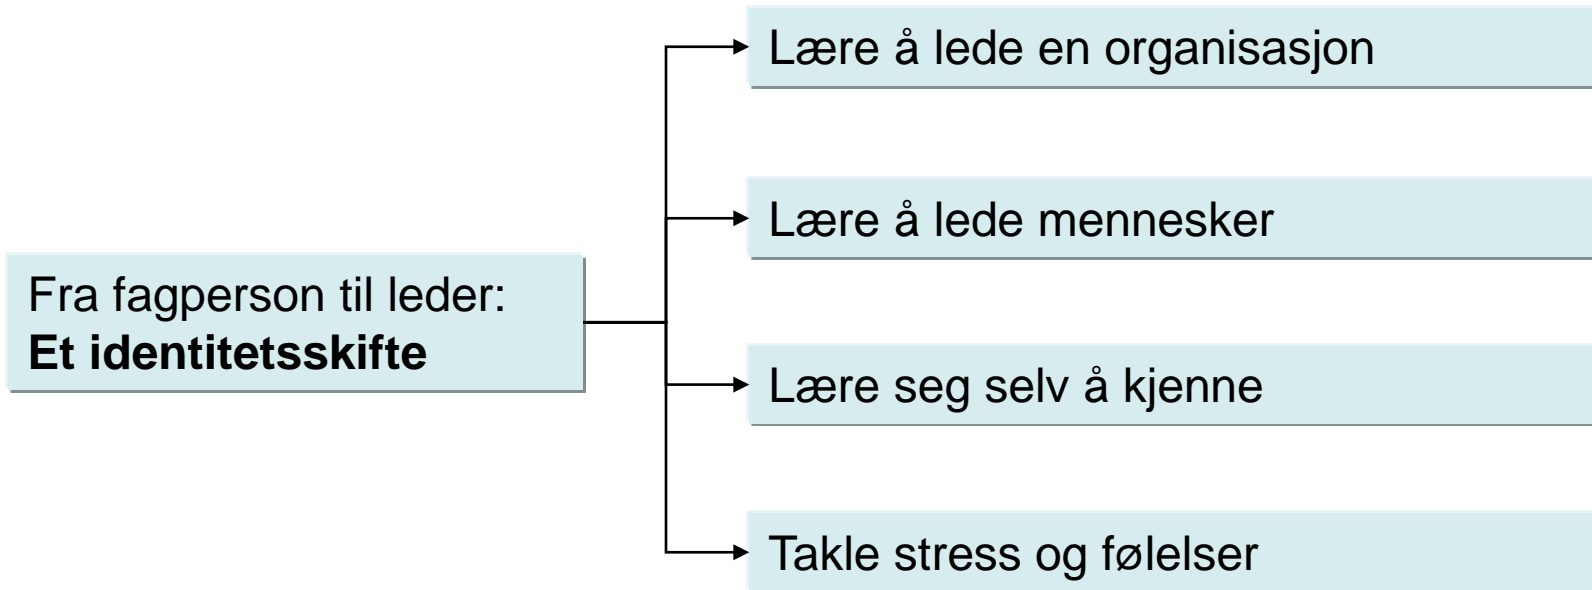 Lære å lede en organisasjon
Lære å lede mennesker
Fra fagperson til leder:
Et identitetsskifte
Lære seg selv å kjenne
Takle stress og følelser